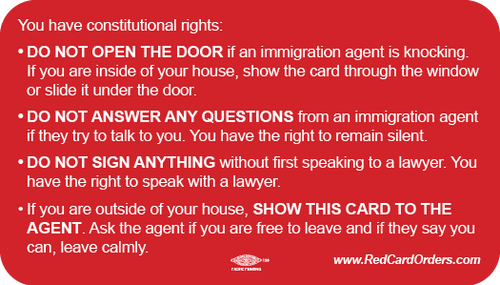 You have constitutional rights:
• DO NOT OPEN THE DOOR if an immigration agent is knocking.
If you are inside of your house, show the card through the window
or slide it under the door.
• DO NOT ANSWER ANY QUESTIONS from an immigration agent
if they try to talk to you. You have the right to remain silent.
• DO NOT SIGN ANYTHING without first speaking to a lawyer. You
have the right to speak with a lawyer.
• If you are outside of your house, SHOW THIS CARD TO THE
AGENT. Ask the agent if you are free to leave and if they say you
can, leave calmly.
www.RedCardOrders.com